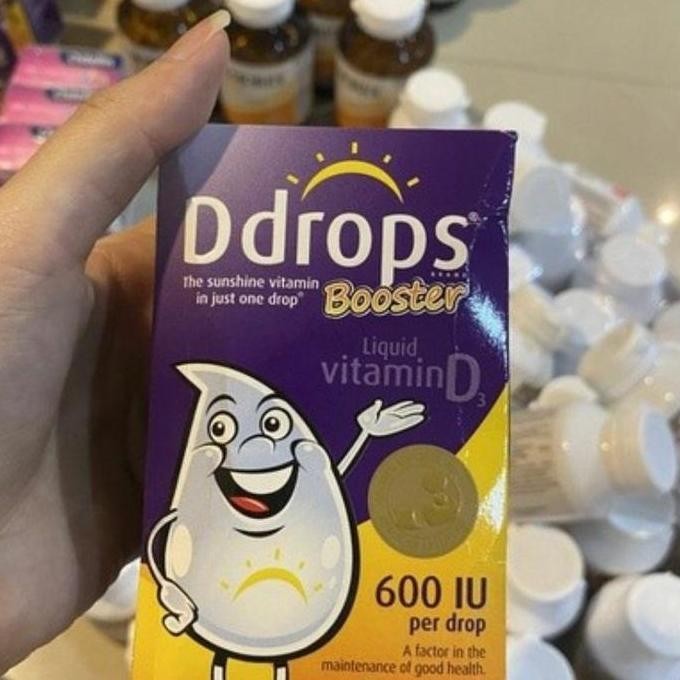 Ddrops®
BRAND
The sunshine vitamin
in just one drop®
Booster
Liquid
vitamin D3
600 IU
per drop
A factor in the
maintenance of good health.